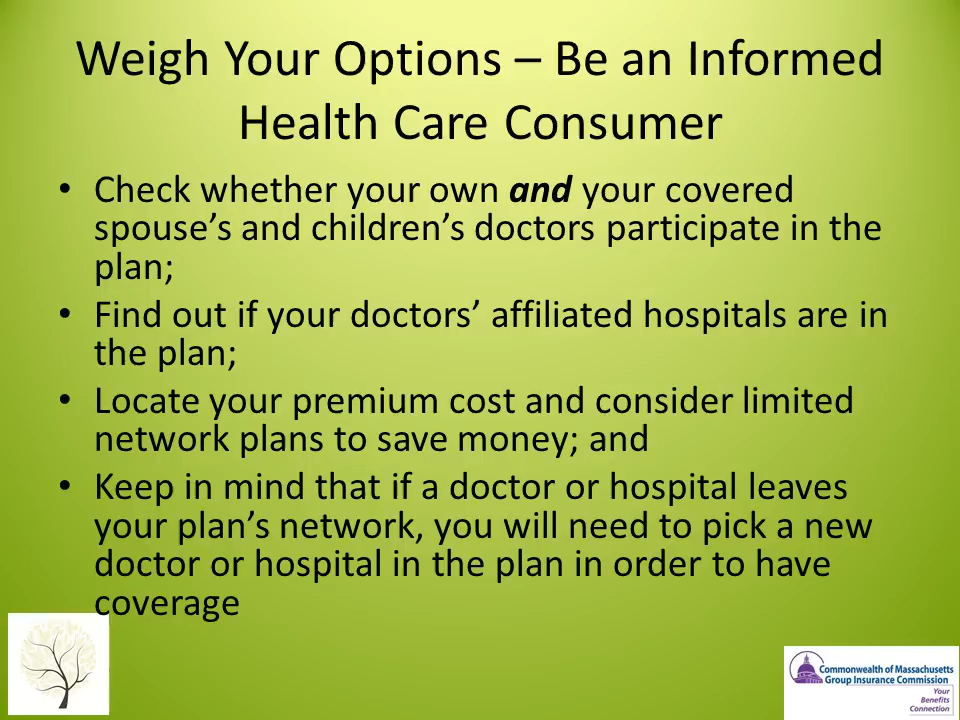 Weigh Your Options – Be an Informed
Health Care Consumer
• Check whether your own and your covered
spouse’s and children’s doctors participate in the
plan;
• Find out if your doctors’ affiliated hospitals are in
the plan;
• Locate your premium cost and consider limited
network plans to save money; and
• Keep in mind that if a doctor or hospital leaves
your plan’s network, you will need to pick a new
doctor or hospital in the plan in order to have
coverage
Commonwealth of Massachusetts
Group Insurance Commission
Your
Benefits
Connection